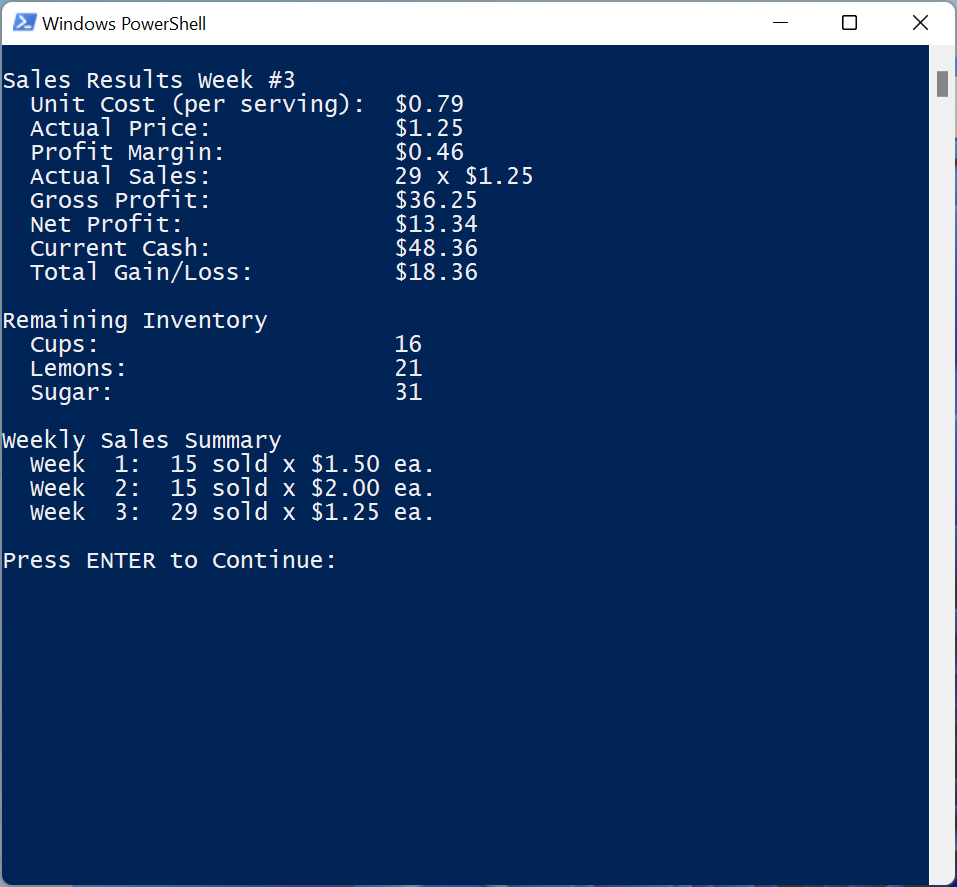 Windows PowerShell
Sales Results Week #3
  Unit Cost (per serving):  $0.79
  Actual Price:             $1.25
  Profit Margin:            $0.46
  Actual Sales:             29 x $1.25
  Gross Profit:             $36.25
  Net Profit:               $13.34
  Current Cash:             $48.36
  Total Gain/Loss:          $18.36
Remaining Inventory
  Cups:                     16
  Lemons:                   21
  Sugar:                    31
Weekly Sales Summary
  Week  1:  15 sold x $1.50 ea.
  Week  2:  15 sold x $2.00 ea.
  Week  3:  29 sold x $1.25 ea.
Press ENTER to Continue: